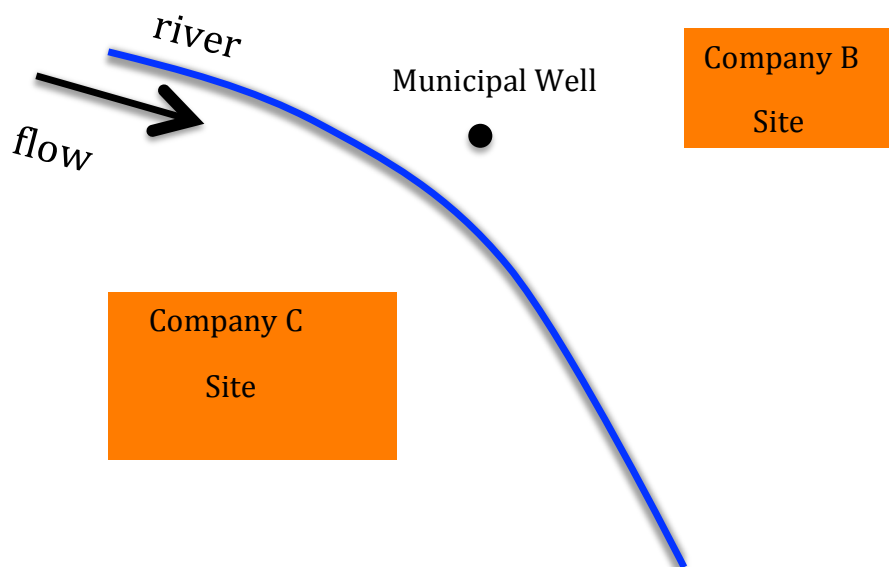 river
flow
Municipal Well
Company B
Site
Company C
Site